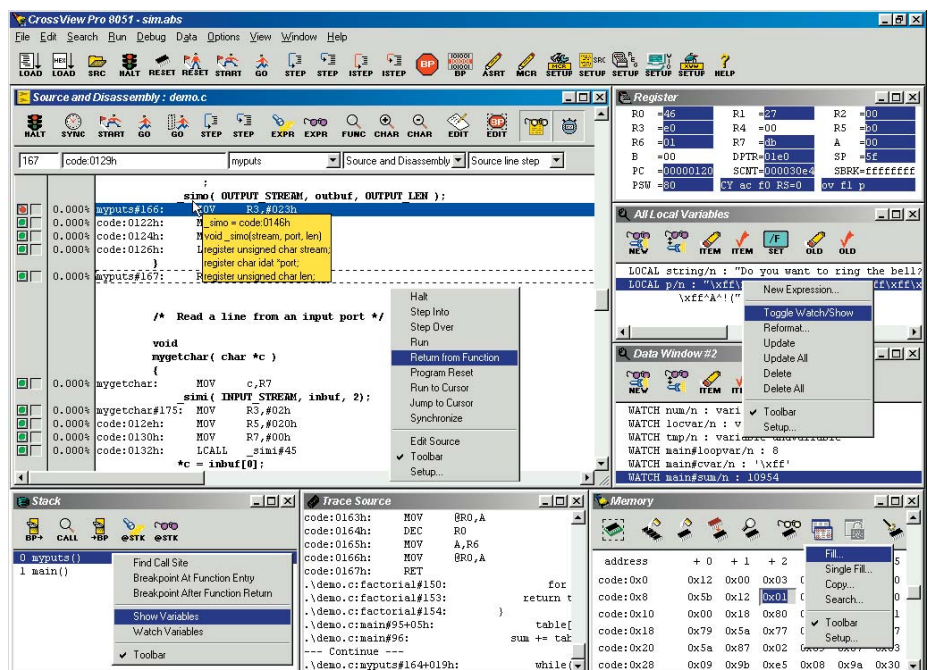 CrossView Pro 8051 - sim.abs
File Edit Search Run Debug Data Options View Window Help
LOAD LOAD SRC HALT RESET RESET START GO STEP STEP ISTEP ISTEP BP BP ASRT MCR SETUP SETUP SETUP SETUP SETUP HELP
Source and Disassembly : demo.c
HALT SYNC START GO GO STEP STEP EXPR EXPR FUNC CHAR CHAR EDIT EDIT
167 code:0129h myputs Source and Disassembly Source line step
;
_simo( OUTPUT_STREAM, outbuf, OUTPUT_LEN );
0.000% myputs#166: MOV R3,#023h
0.000% code:0122h: M
0.000% code:0124h: M
0.000% code:0126h: L
}
0.000% myputs#167: R
_simo = code:0146h
void _simo(stream, port, len)
register unsigned char stream;
register char idat *port;
register unsigned char len;
/* Read a line from an input port */
void
mygetchar( char *c )
{
0.000% mygetchar: MOV c,R7
_simi( INPUT_STREAM, inbuf, 2);
0.000% mygetchar#175: MOV R3,#02h
0.000% code:012eh: MOV R5,#020h
0.000% code:0130h: MOV R7,#00h
0.000% code:0132h: LCALL _simi#45
*c = inbuf[0];
Halt
Step Into
Step Over
Run
Return from Function
Program Reset
Run to Cursor
Jump to Cursor
Synchronize
Edit Source
Toolbar
Setup...
Register
R0 =46 R1 =27 R2 =00
R3 =e0 R4 =00 R5 =b0
R6 =01 R7 =db A =00
B =00 DPTR=01e0 SP =5f
PC =00000120 SCNT=000030e4 SBRK=ffffffff
PSW =80 CY ac f0 RS=0 ov fl p
All Local Variables
NEW ITEM ITEM SET OLD OLD
LOCAL string/n : "Do you want to ring the bell?
LOCAL p/n : "\xff\
\xff^A^!("
New Expression...
Toggle Watch/Show
Reformat...
Update
Update All
Delete
Delete All
Toolbar
Setup...
Data Window #2
NEW ITEM
WATCH num/n : vari
WATCH locvar/n : v
WATCH tmp/n : variable unavailable
WATCH main#loopvar/n : 8
WATCH main#cvar/n : '\xff'
WATCH main#sum/n : 10954
Stack
BP→ CALL →BP @STK @STK
0 myputs()
1 main()
Find Call Site
Breakpoint At Function Entry
Breakpoint After Function Return
Show Variables
Watch Variables
Toolbar
Trace Source
code:0163h: MOV @R0,A
code:0164h: DEC R0
code:0165h: MOV A,R6
code:0166h: MOV @R0,A
code:0167h: RET
.\demo.c:factorial#150: for
.\demo.c:factorial#153: return t
.\demo.c:factorial#154: }
.\demo.c:main#95+05h: table[
.\demo.c:main#96: sum += tab
--- Continue ---
.\demo.c:myputs#164+019h: while(
Memory
address + 0 + 1 + 2
code:0x0 0x12 0x00 0x03
code:0x8 0x5b 0x12 0x01
code:0x10 0x00 0x18 0x80
code:0x18 0x79 0x5a 0x77
code:0x20 0x5a 0x87 0x02
code:0x28 0x09 0x9b 0xe5 0x08 0x9a 0x30
Fill...
Single Fill...
Copy...
Search...
Toolbar
Setup...